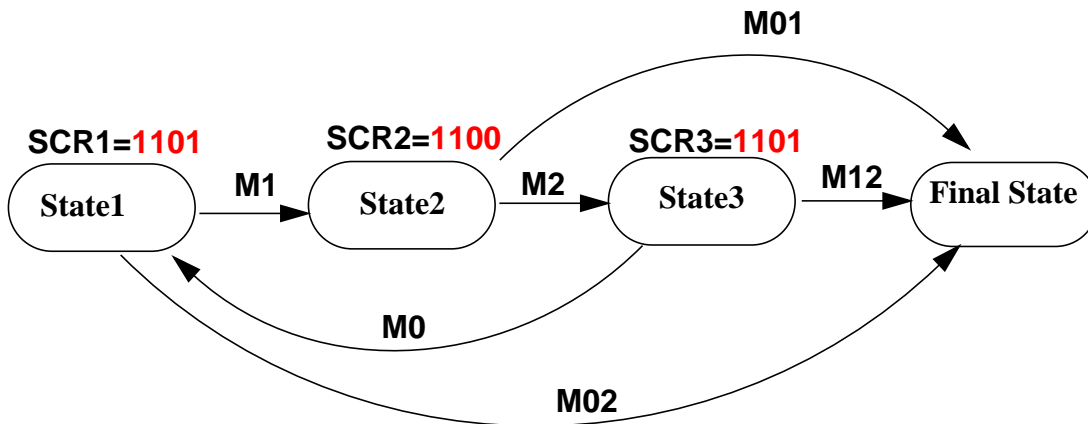 M01
SCR1=1101
SCR2=1100
SCR3=1101
State1
M1
State2
M2
State3
M12
Final State
M0
M02